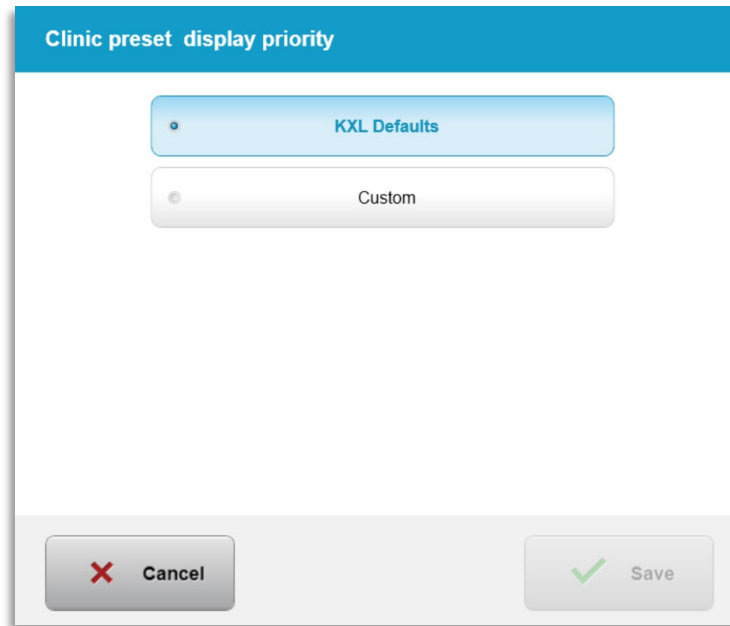 Clinic preset display priority
KXL Defaults
Custom
Cancel
Save